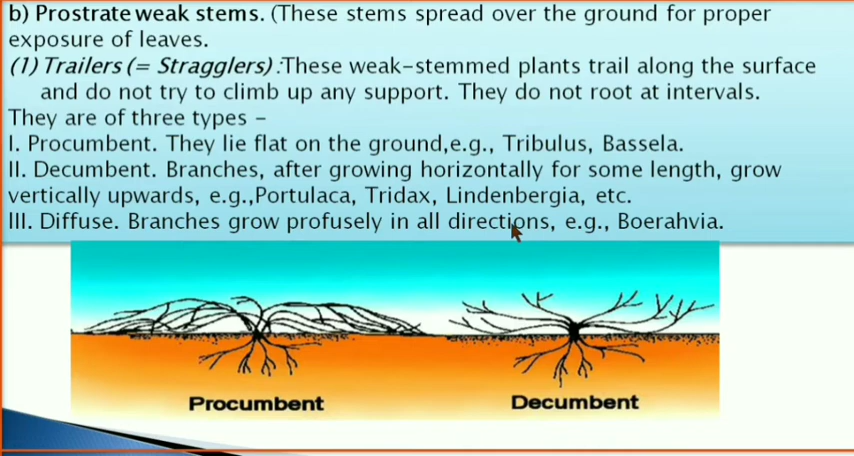 b) Prostrate weak stems. (These stems spread over the ground for proper
exposure of leaves.
(1) Trailers (= Stragglers) :These weak-stemmed plants trail along the surface
and do not try to climb up any support. They do not root at intervals.
They are of three types –
I. Procumbent. They lie flat on the ground,e.g., Tribulus, Bassela.
II. Decumbent. Branches, after growing horizontally for some length, grow
vertically upwards, e.g.,Portulaca, Tridax, Lindenbergia, etc.
III. Diffuse. Branches grow profusely in all directions, e.g., Boerahvia.
Procumbent
Decumbent